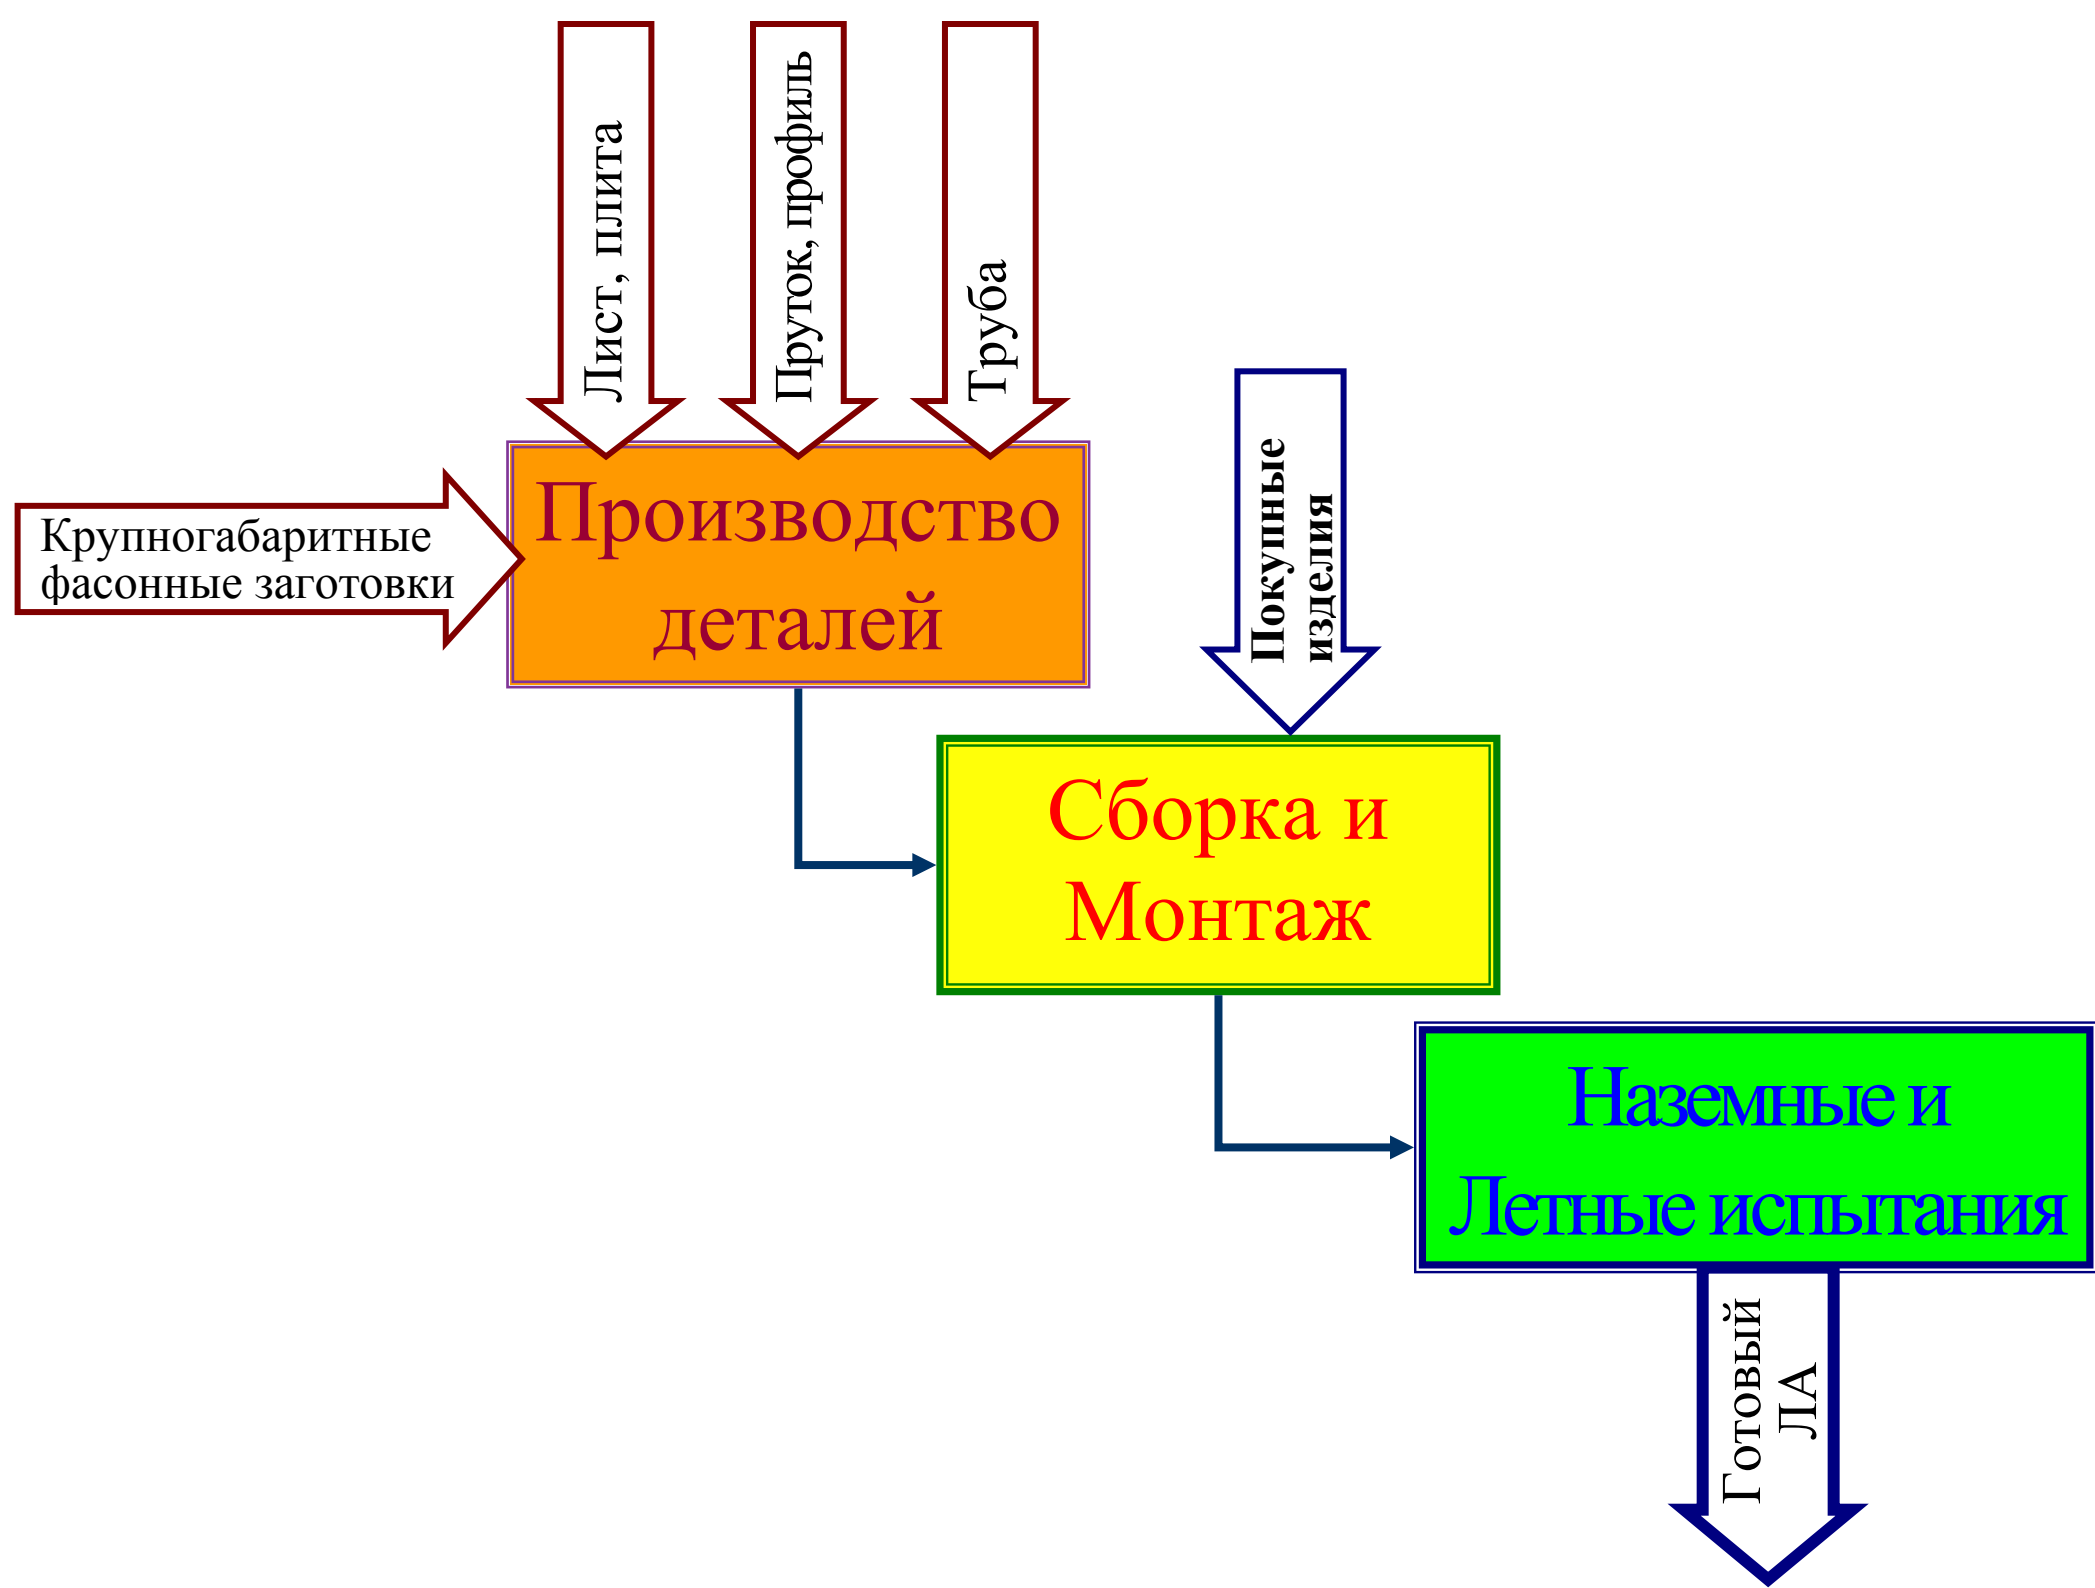 Лист, плита
Пруток, профиль
Труба
Крупногабаритные
фасонные заготовки
Производство
деталей
Покупные
изделия
Сборка и
Монтаж
Наземные и
Летные испытания
Готовый
ЛА